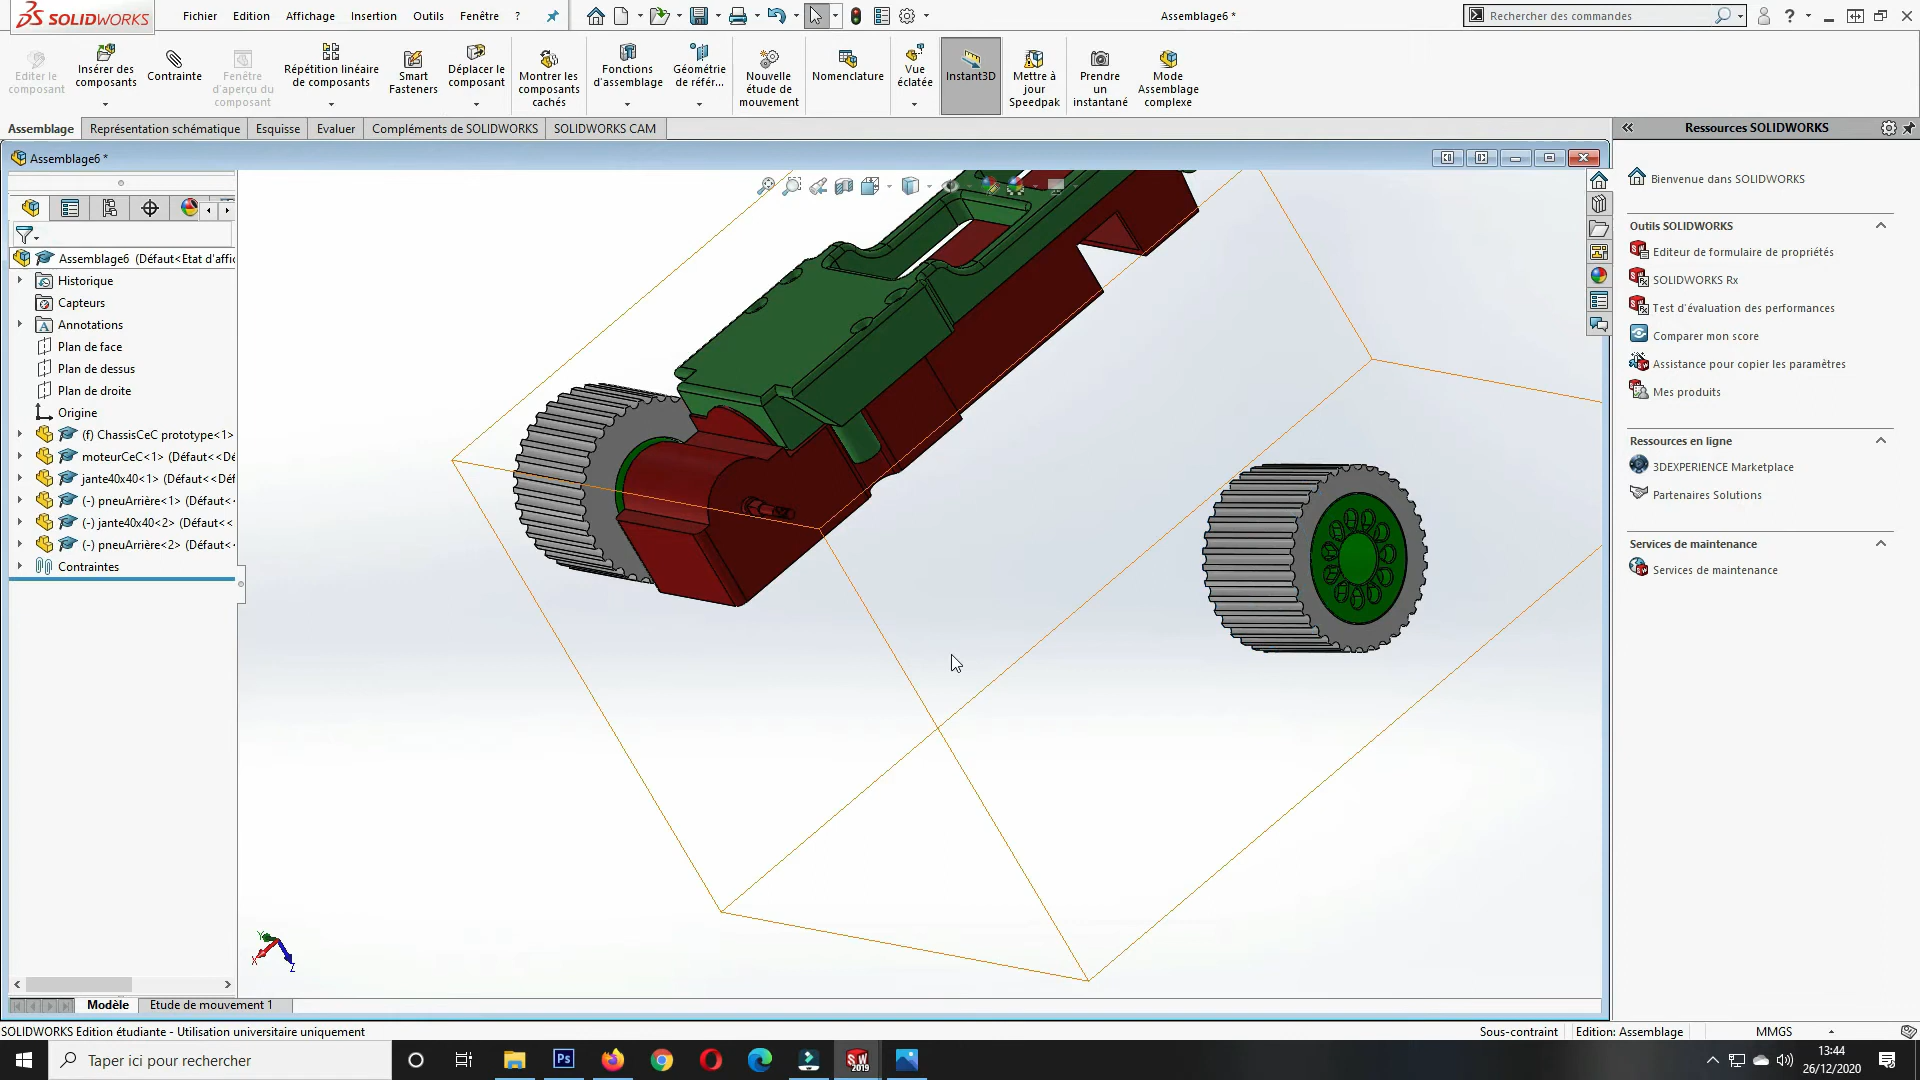 SOLIDWORKS
Fichier Edition Affichage Insertion Outils Fenêtre ?
Assemblage6 *
Rechercher des commandes
Editer le composant
Insérer des composants
Contrainte
Fenêtre d'aperçu du composant
Répétition linéaire de composants
Smart Fasteners
Déplacer le composant
Montrer les composants cachés
Fonctions d'assemblage
Géométrie de référ...
Nouvelle étude de mouvement
Nomenclature
Vue éclatée
Instant3D
Mettre à jour Speedpak
Prendre un instantané
Mode Assemblage complexe
Assemblage Représentation schématique Esquisse Evaluer Compléments de SOLIDWORKS SOLIDWORKS CAM
Ressources SOLIDWORKS
Assemblage6 *
Assemblage6 (Défaut<Etat d'affic
Historique
Capteurs
Annotations
Plan de face
Plan de dessus
Plan de droite
Origine
(f) ChassisCeC prototype<1>
moteurCeC<1> (Défaut<<Dé
jante40x40<1> (Défaut<<Dé
(-) pneuArrière<1> (Défaut<
(-) jante40x40<2> (Défaut<<
(-) pneuArrière<2> (Défaut<
Contraintes
Bienvenue dans SOLIDWORKS
Outils SOLIDWORKS
Editeur de formulaire de propriétés
SOLIDWORKS Rx
Test d'évaluation des performances
Comparer mon score
Assistance pour copier les paramètres
Mes produits
Ressources en ligne
3DEXPERIENCE Marketplace
Partenaires Solutions
Services de maintenance
Services de maintenance
Y
X
Z
Modèle Etude de mouvement 1
SOLIDWORKS Edition étudiante - Utilisation universitaire uniquement
Sous-contraint Edition: Assemblage MMGS
Taper ici pour rechercher
Ps
SW
2019
13:44
26/12/2020